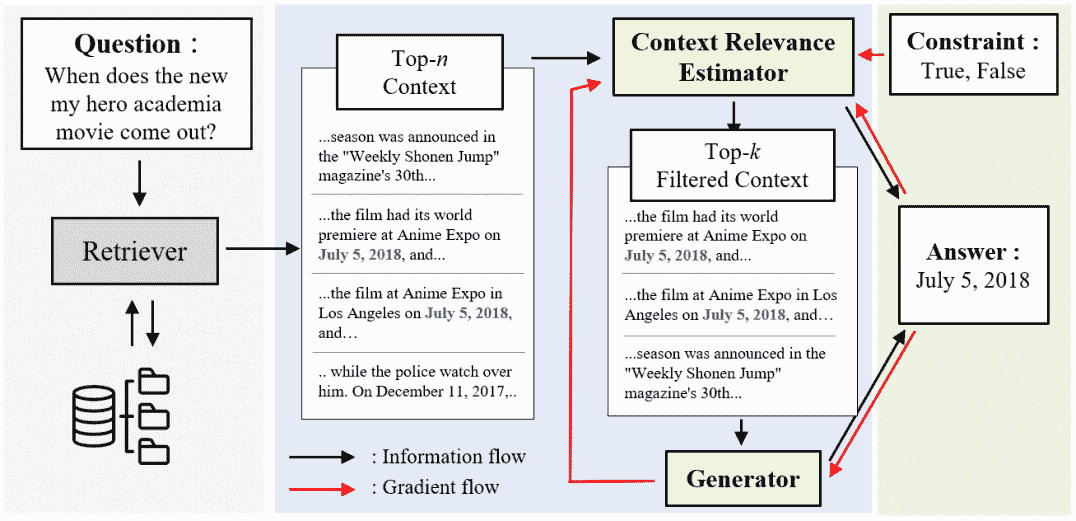 Question :
When does the new
my hero academia
movie come out?
Retriever
Top-n
Context
...season was announced in
the "Weekly Shonen Jump"
magazine's 30th...
...the film had its world
premiere at Anime Expo on
July 5, 2018, and...
...the film at Anime Expo in
Los Angeles on July 5, 2018,
and…
.. while the police watch over
him. On December 11, 2017,..
: Information flow
: Gradient flow
Context Relevance
Estimator
Top-k
Filtered Context
...the film had its world
premiere at Anime Expo on
July 5, 2018, and...
...the film at Anime Expo in Los
Angeles on July 5, 2018, and…
...season was announced in the
"Weekly Shonen Jump"
magazine's 30th...
Generator
Constraint :
True, False
Answer :
July 5, 2018